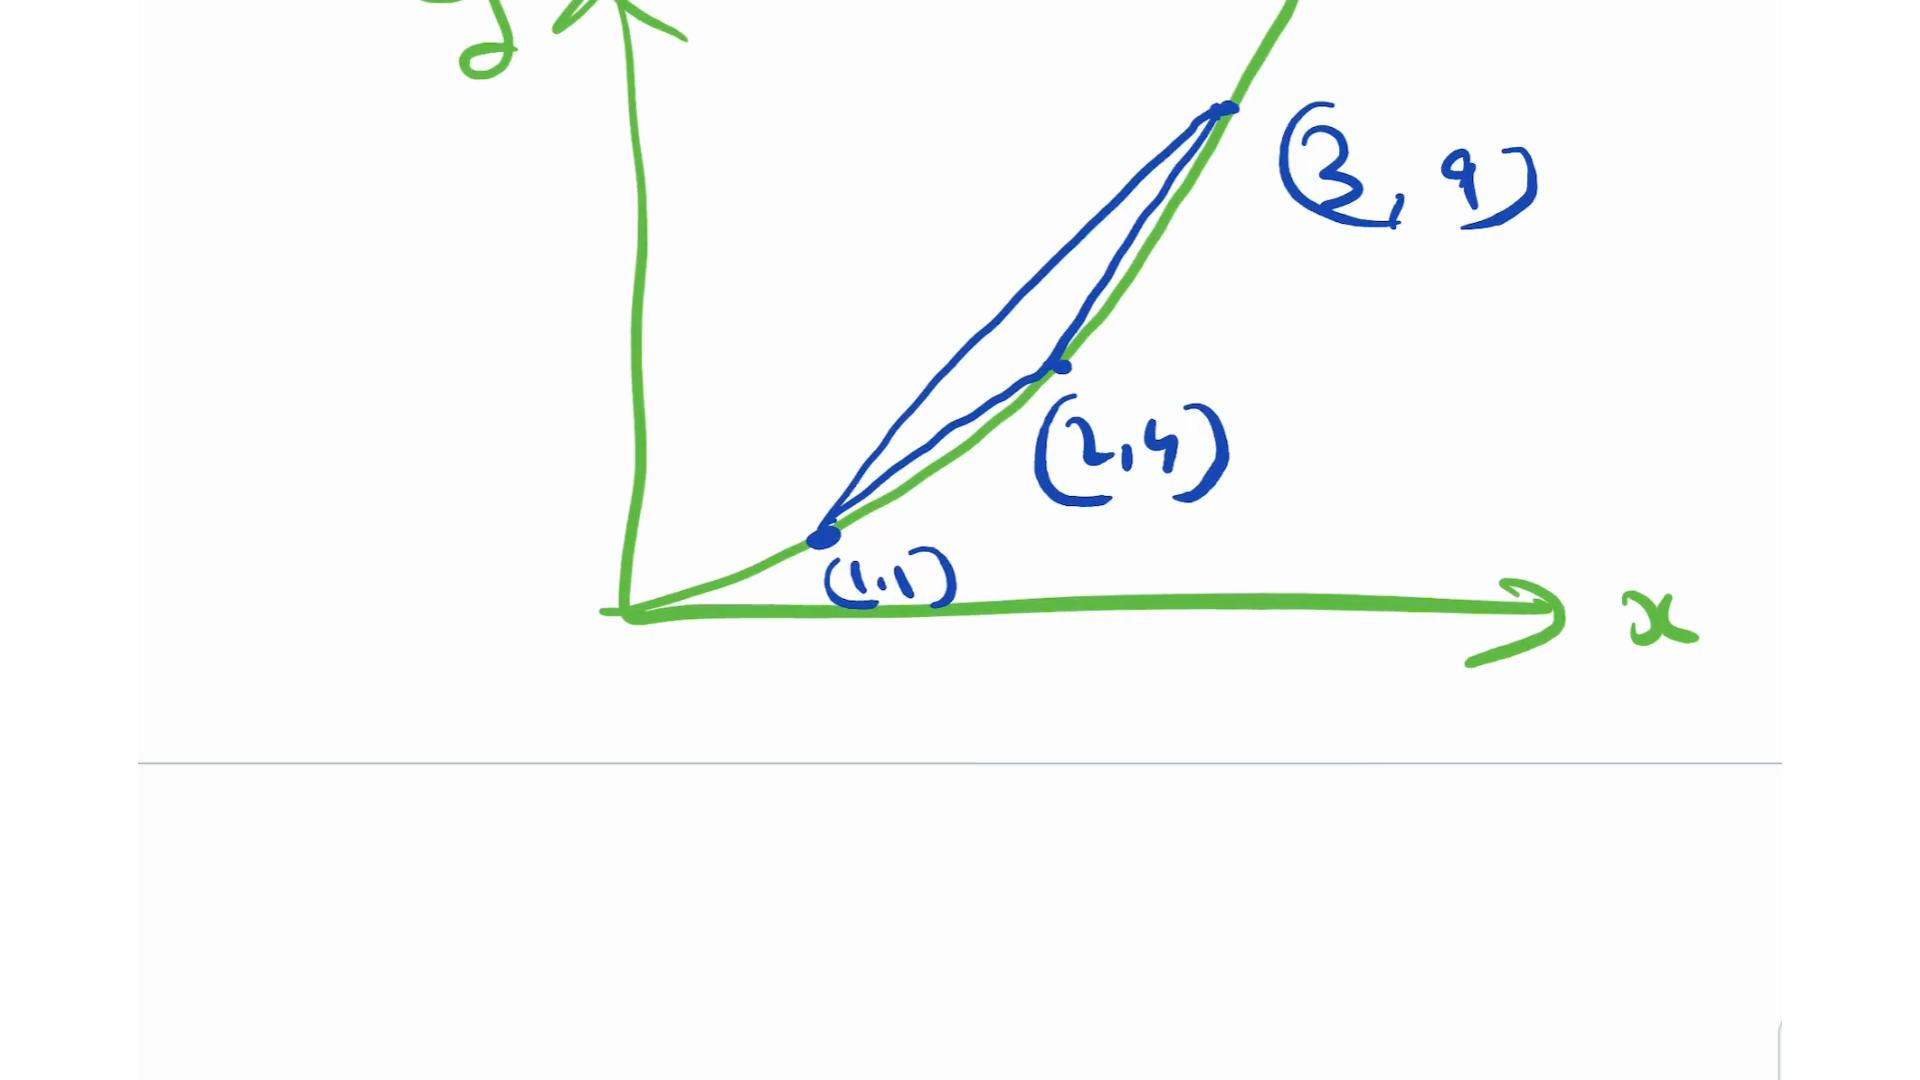 y
(3, 9)
(2,4)
(1,1)
x